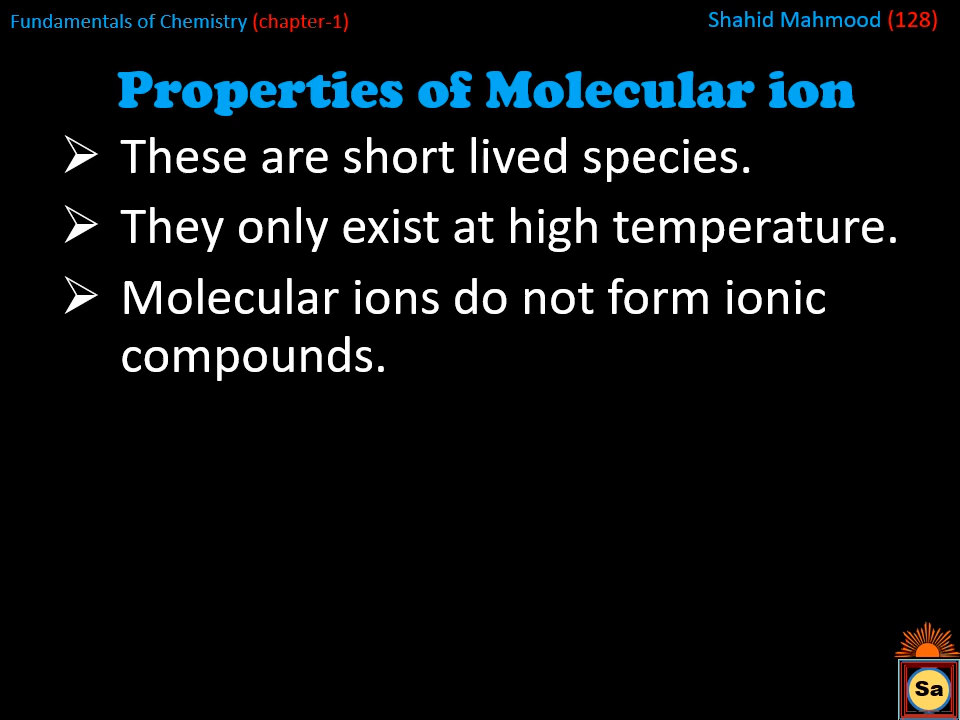 Fundamentals of Chemistry (chapter-1)
Shahid Mahmood (128)
Properties of Molecular ion
➢ These are short lived species.
➢ They only exist at high temperature.
➢ Molecular ions do not form ionic
compounds.
Sa